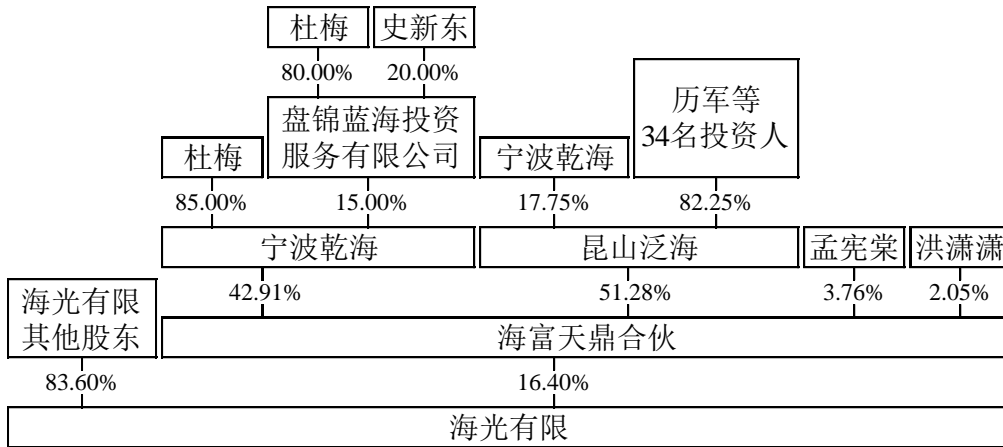 杜梅
史新东
80.00%
20.00%
盘锦蓝海投资
服务有限公司
历军等
34名投资人
杜梅
宁波乾海
85.00%
15.00%
17.75%
82.25%
宁波乾海
昆山泛海
孟宪棠
洪潇潇
42.91%
51.28%
3.76%
2.05%
海光有限
其他股东
海富天鼎合伙
83.60%
16.40%
海光有限